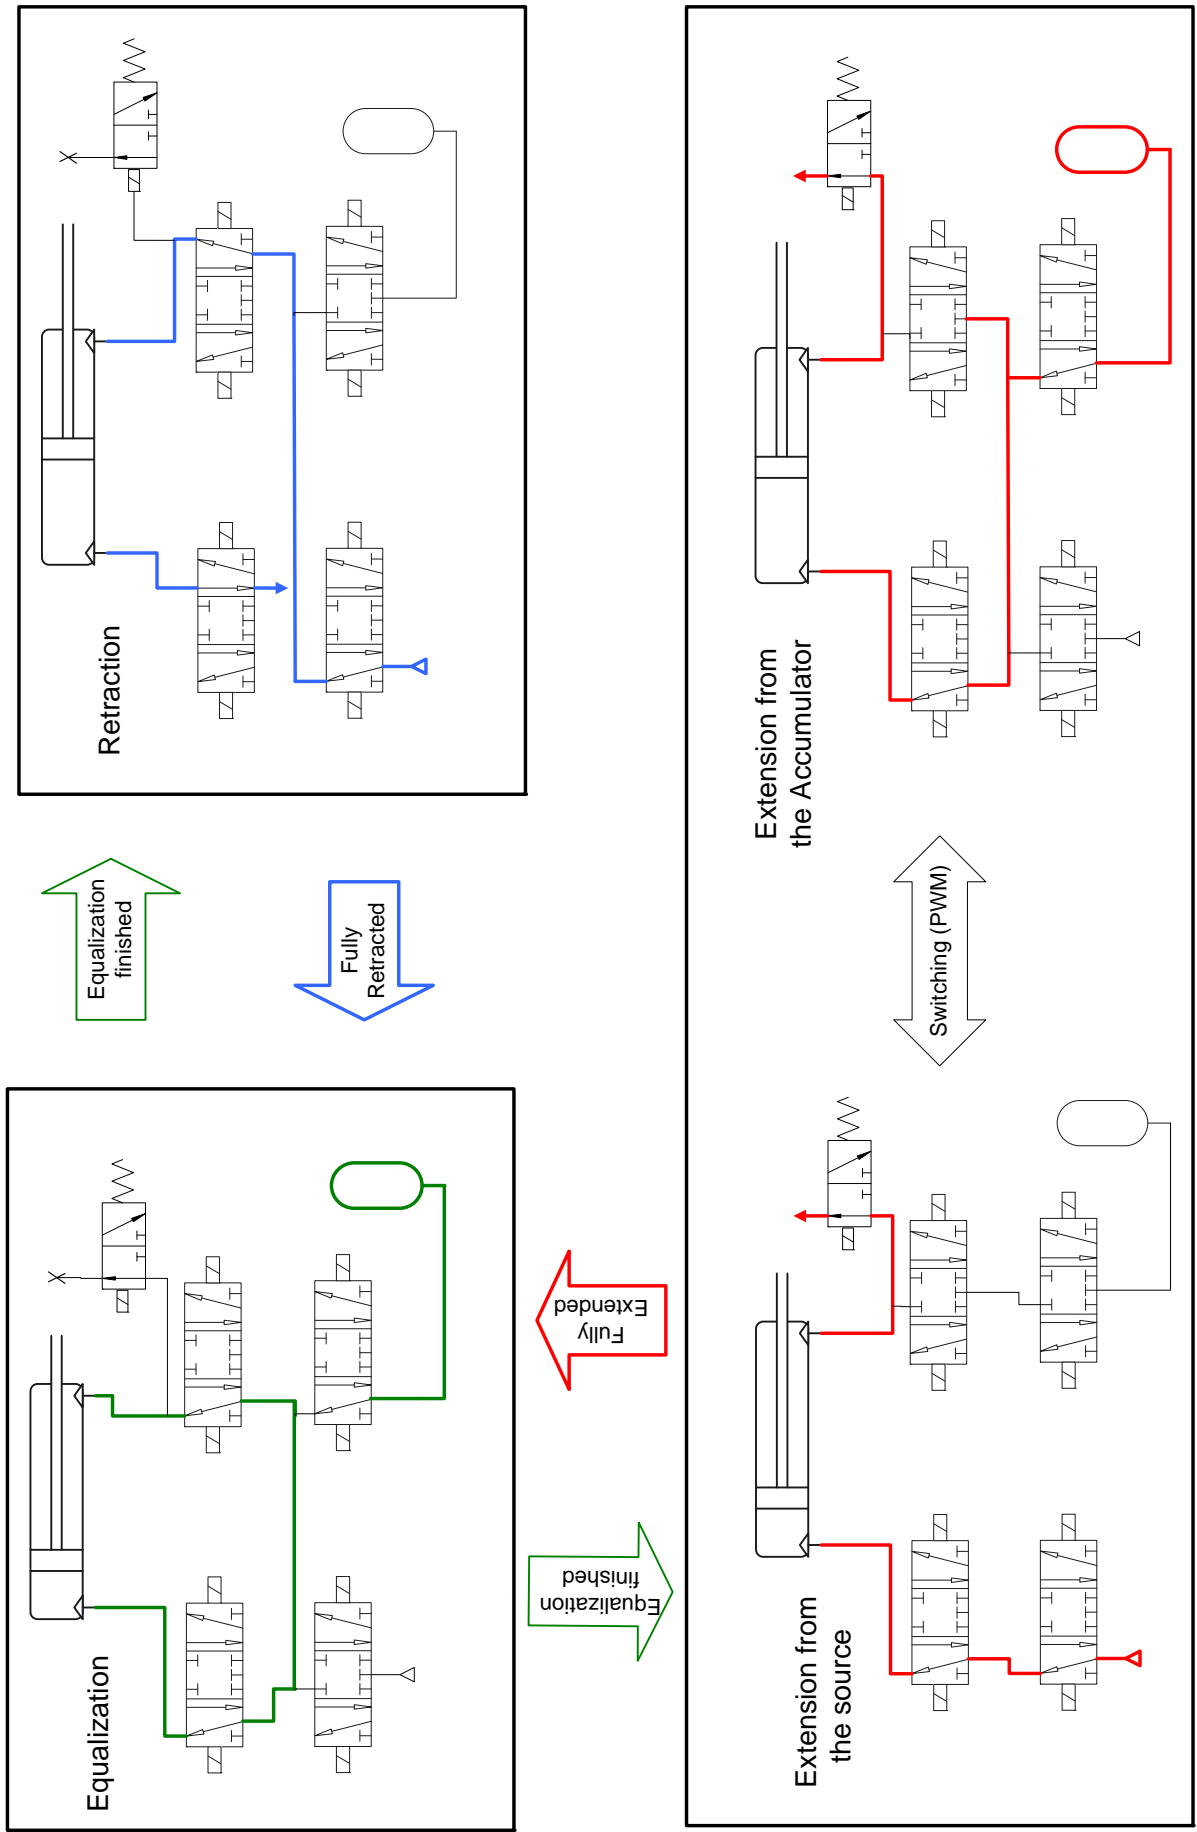 Equalization
Equalization
finished
Fully
Retracted
Retraction
Fully
Extended
Equalization
finished
Extension from
the source
Switching (PWM)
Extension from
the Accumulator